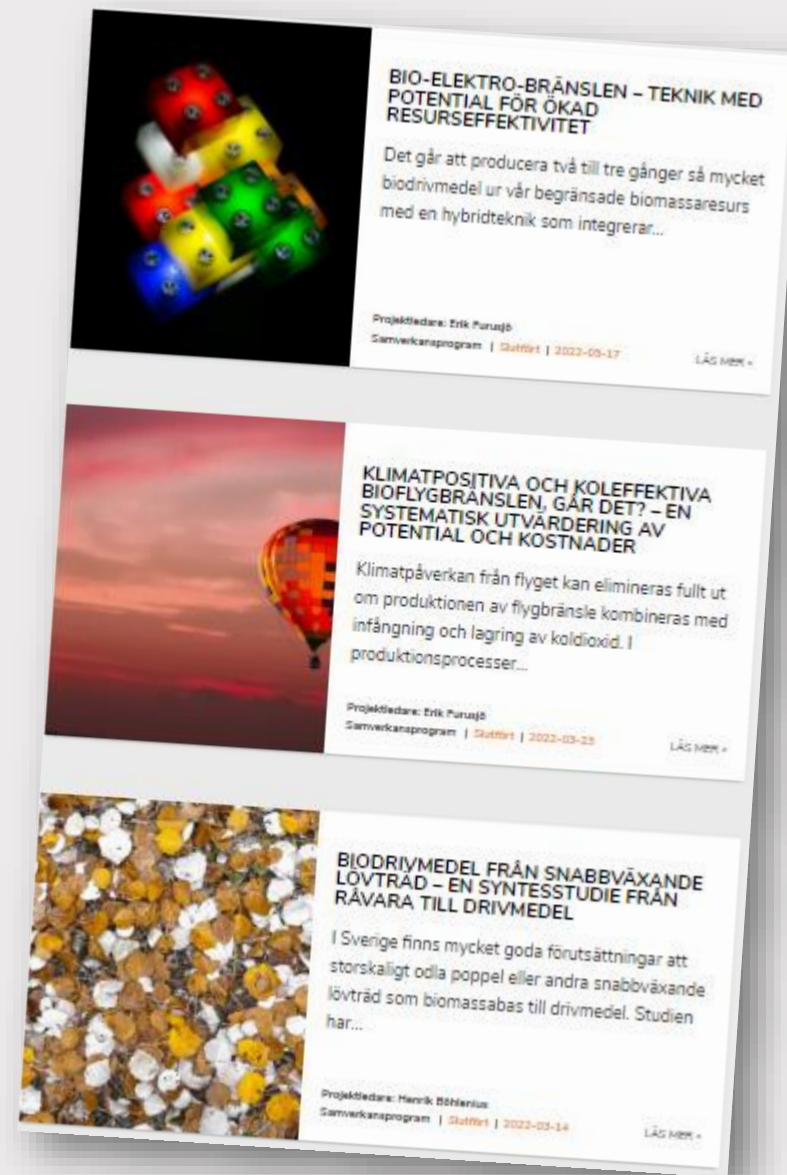 BIO-ELEKTRO-BRÄNSLEN – TEKNIK MED
POTENTIAL FÖR ÖKAD
RESURSEFFEKTIVITET
Det går att producera två till tre gånger så mycket
biodrivmedel ur vår begränsade biomassaresurs
med en hybridteknik som integrerar...
Projektledare: Erik Furusjö
Samverkansprogram | Slutfört | 2022-05-17
LÄS MER »
KLIMATPOSITIVA OCH KOLEFFEKTIVA
BIOFLYGBRÄNSLEN, GÅR DET? – EN
SYSTEMATISK UTVÄRDERING AV
POTENTIAL OCH KOSTNADER
Klimatpåverkan från flyget kan elimineras fullt ut
om produktionen av flygbränsle kombineras med
infångning och lagring av koldioxid. I
produktionsprocesser...
Projektledare: Erik Furusjö
Samverkansprogram | Slutfört | 2022-03-23
LÄS MER »
BIODRIVMEDEL FRÅN SNABBVÄXANDE
LÖVTRÄD – EN SYNTESSTUDIE FRÅN
RÅVARA TILL DRIVMEDEL
I Sverige finns mycket goda förutsättningar att
storskaligt odla poppel eller andra snabbväxande
lövträd som biomassabas till drivmedel. Studien
har...
Projektledare: Henrik Böhlenius
Samverkansprogram | Slutfört | 2022-03-14
LÄS MER »